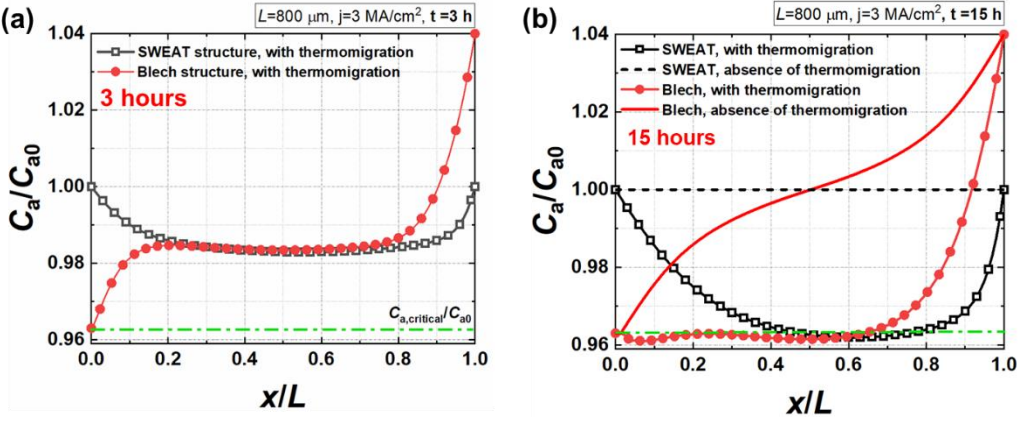 (a)
L=800 μm, j=3 MA/cm², t =3 h
1.04
SWEAT structure, with thermomigration
Blech structure, with thermomigration
3 hours
1.02
1.00
0.98
0.96
Ca/Ca0
Ca,critical/Ca0
0.0 0.2 0.4 0.6 0.8 1.0
x/L
(b)
L=800 μm, j=3 MA/cm², t =15 h
1.04
SWEAT, with thermomigration
SWEAT, absence of thermomigration
Blech, with thermomigration
Blech, absence of thermomigration
15 hours
1.02
1.00
0.98
0.96
Ca/Ca0
0.0 0.2 0.4 0.6 0.8 1.0
x/L